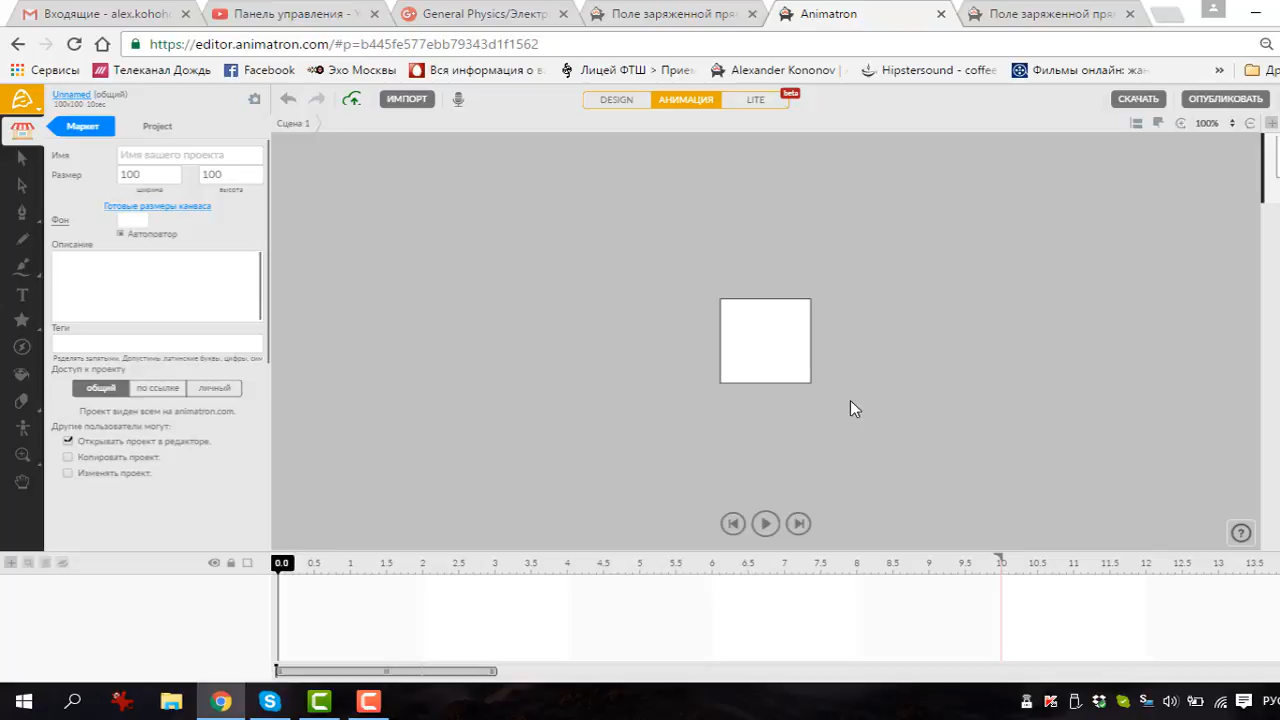 Входящие - alex.kohoho
Панель управления - Y
General Physics/Электр
Поле заряженной пря
Animatron
Поле заряженной пря
https://editor.animatron.com/#p=b445fe577ebb79343d1f1562
Сервисы
Телеканал Дождь
Facebook
Эхо Москвы
Вся информация о в
Лицей ФТШ > Прием
Alexander Kononov
Hipstersound - coffee
Фильмы онлайн: жан
»
Др
Unnamed (общий)
100x100 10sec
ИМПОРТ
DESIGN
АНИМАЦИЯ
LITE
beta
СКАЧАТЬ
ОПУБЛИКОВАТЬ
Маркет
Project
Сцена 1
100%
Имя
Имя вашего проекта
Размер
100
100
ширина
высота
Готовые размеры канваса
Фон
Автоповтор
Описание
Теги
Рзделять запятыми. Допустимы латинские буквы, цифры, сим
Доступ к проекту
общий
по ссылке
личный
Проект виден всем на animatron.com.
Другие пользователи могут:
Открывать проект в редакторе.
Копировать проект.
Изменять проект.
?
0.0 0.5 1 1.5 2 2.5 3 3.5 4 4.5 5 5.5 6 6.5 7 7.5 8 8.5 9 9.5 10 10.5 11 11.5 12 12.5 13 13.5
РУС